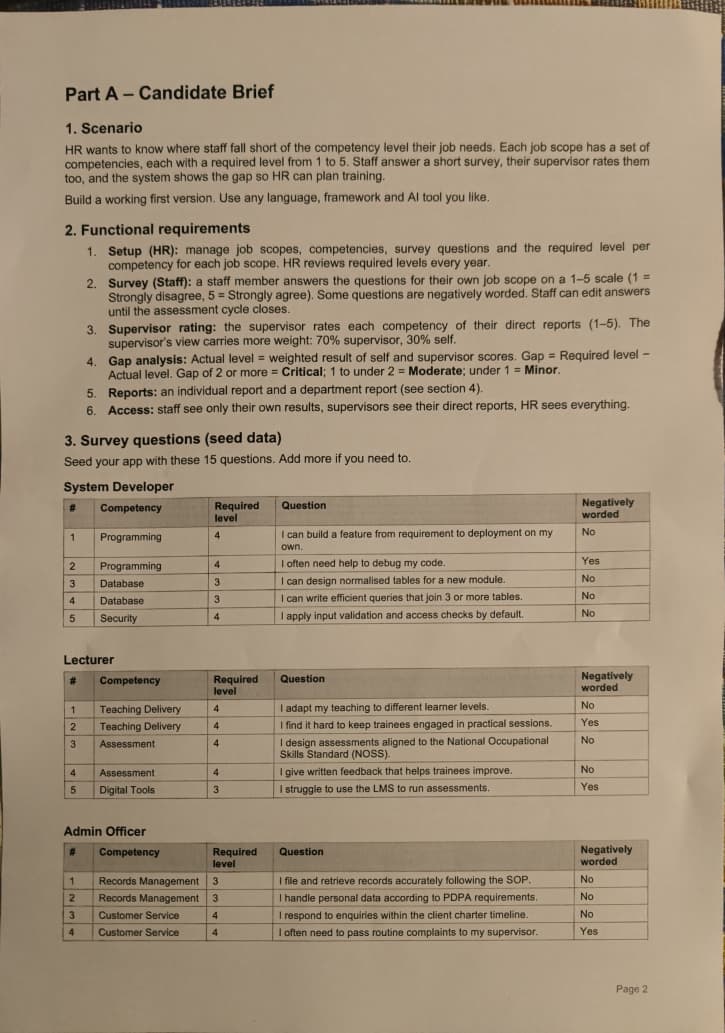 Part A – Candidate Brief
1. Scenario
HR wants to know where staff fall short of the competency level their job needs. Each job scope has a set of
competencies, each with a required level from 1 to 5. Staff answer a short survey, their supervisor rates them
too, and the system shows the gap so HR can plan training.
Build a working first version. Use any language, framework and AI tool you like.
2. Functional requirements
1. Setup (HR): manage job scopes, competencies, survey questions and the required level per
competency for each job scope. HR reviews required levels every year.
2. Survey (Staff): a staff member answers the questions for their own job scope on a 1–5 scale (1 =
Strongly disagree, 5 = Strongly agree). Some questions are negatively worded. Staff can edit answers
until the assessment cycle closes.
3. Supervisor rating: the supervisor rates each competency of their direct reports (1–5). The
supervisor's view carries more weight: 70% supervisor, 30% self.
4. Gap analysis: Actual level = weighted result of self and supervisor scores. Gap = Required level –
Actual level. Gap of 2 or more = Critical; 1 to under 2 = Moderate; under 1 = Minor.
5. Reports: an individual report and a department report (see section 4).
6. Access: staff see only their own results, supervisors see their direct reports, HR sees everything.
3. Survey questions (seed data)
Seed your app with these 15 questions. Add more if you need to.
System Developer
# Competency Required level Question Negatively worded
1 Programming 4 I can build a feature from requirement to deployment on my own. No
2 Programming 4 I often need help to debug my code. Yes
3 Database 3 I can design normalised tables for a new module. No
4 Database 3 I can write efficient queries that join 3 or more tables. No
5 Security 4 I apply input validation and access checks by default. No
Lecturer
# Competency Required level Question Negatively worded
1 Teaching Delivery 4 I adapt my teaching to different learner levels. No
2 Teaching Delivery 4 I find it hard to keep trainees engaged in practical sessions. Yes
3 Assessment 4 I design assessments aligned to the National Occupational Skills Standard (NOSS). No
4 Assessment 4 I give written feedback that helps trainees improve. No
5 Digital Tools 3 I struggle to use the LMS to run assessments. Yes
Admin Officer
# Competency Required level Question Negatively worded
1 Records Management 3 I file and retrieve records accurately following the SOP. No
2 Records Management 3 I handle personal data according to PDPA requirements. No
3 Customer Service 4 I respond to enquiries within the client charter timeline. No
4 Customer Service 4 I often need to pass routine complaints to my supervisor. Yes
Page 2